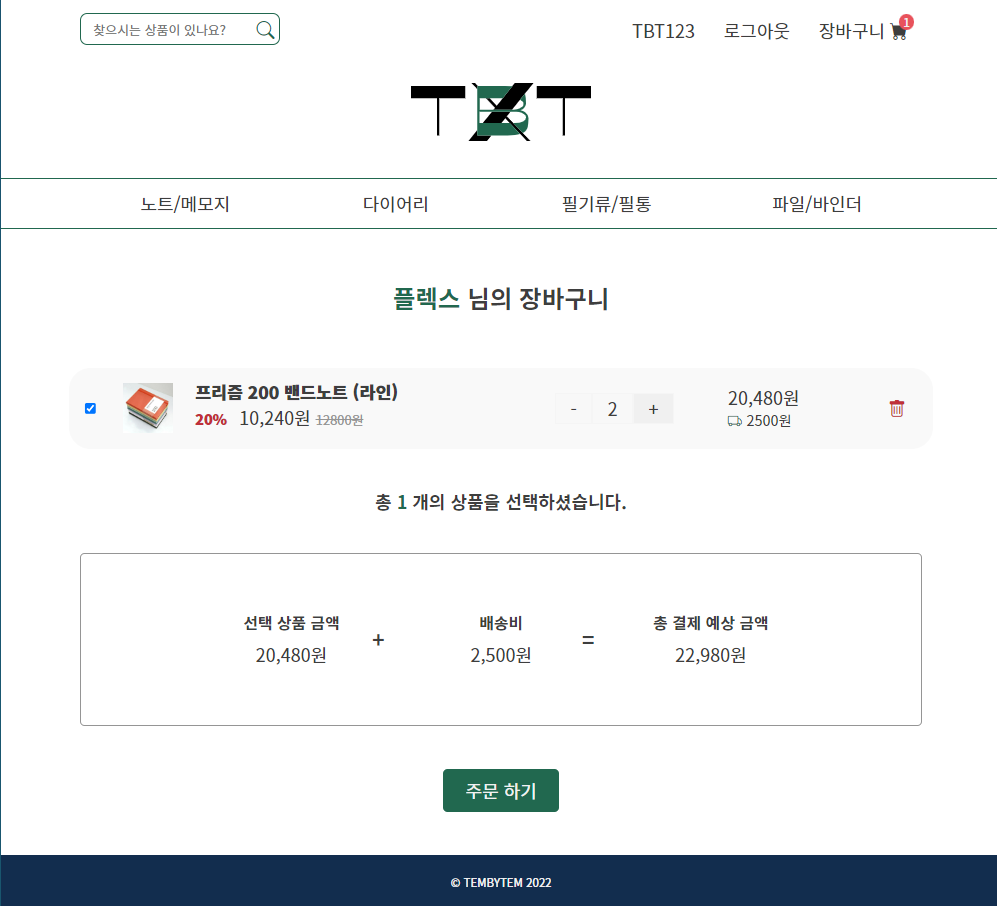 찾으시는 상품이 있나요?
TBT123 로그아웃 장바구니 1
TBT
노트/메모지 다이어리 필기류/필통 파일/바인더
플렉스 님의 장바구니
프리즘 200 밴드노트 (라인)
20% 10,240원 12800원
- 2 +
20,480원
2500원
총 1 개의 상품을 선택하셨습니다.
선택 상품 금액 + 배송비 = 총 결제 예상 금액
20,480원 2,500원 22,980원
주문 하기
© TEMBYTEM 2022